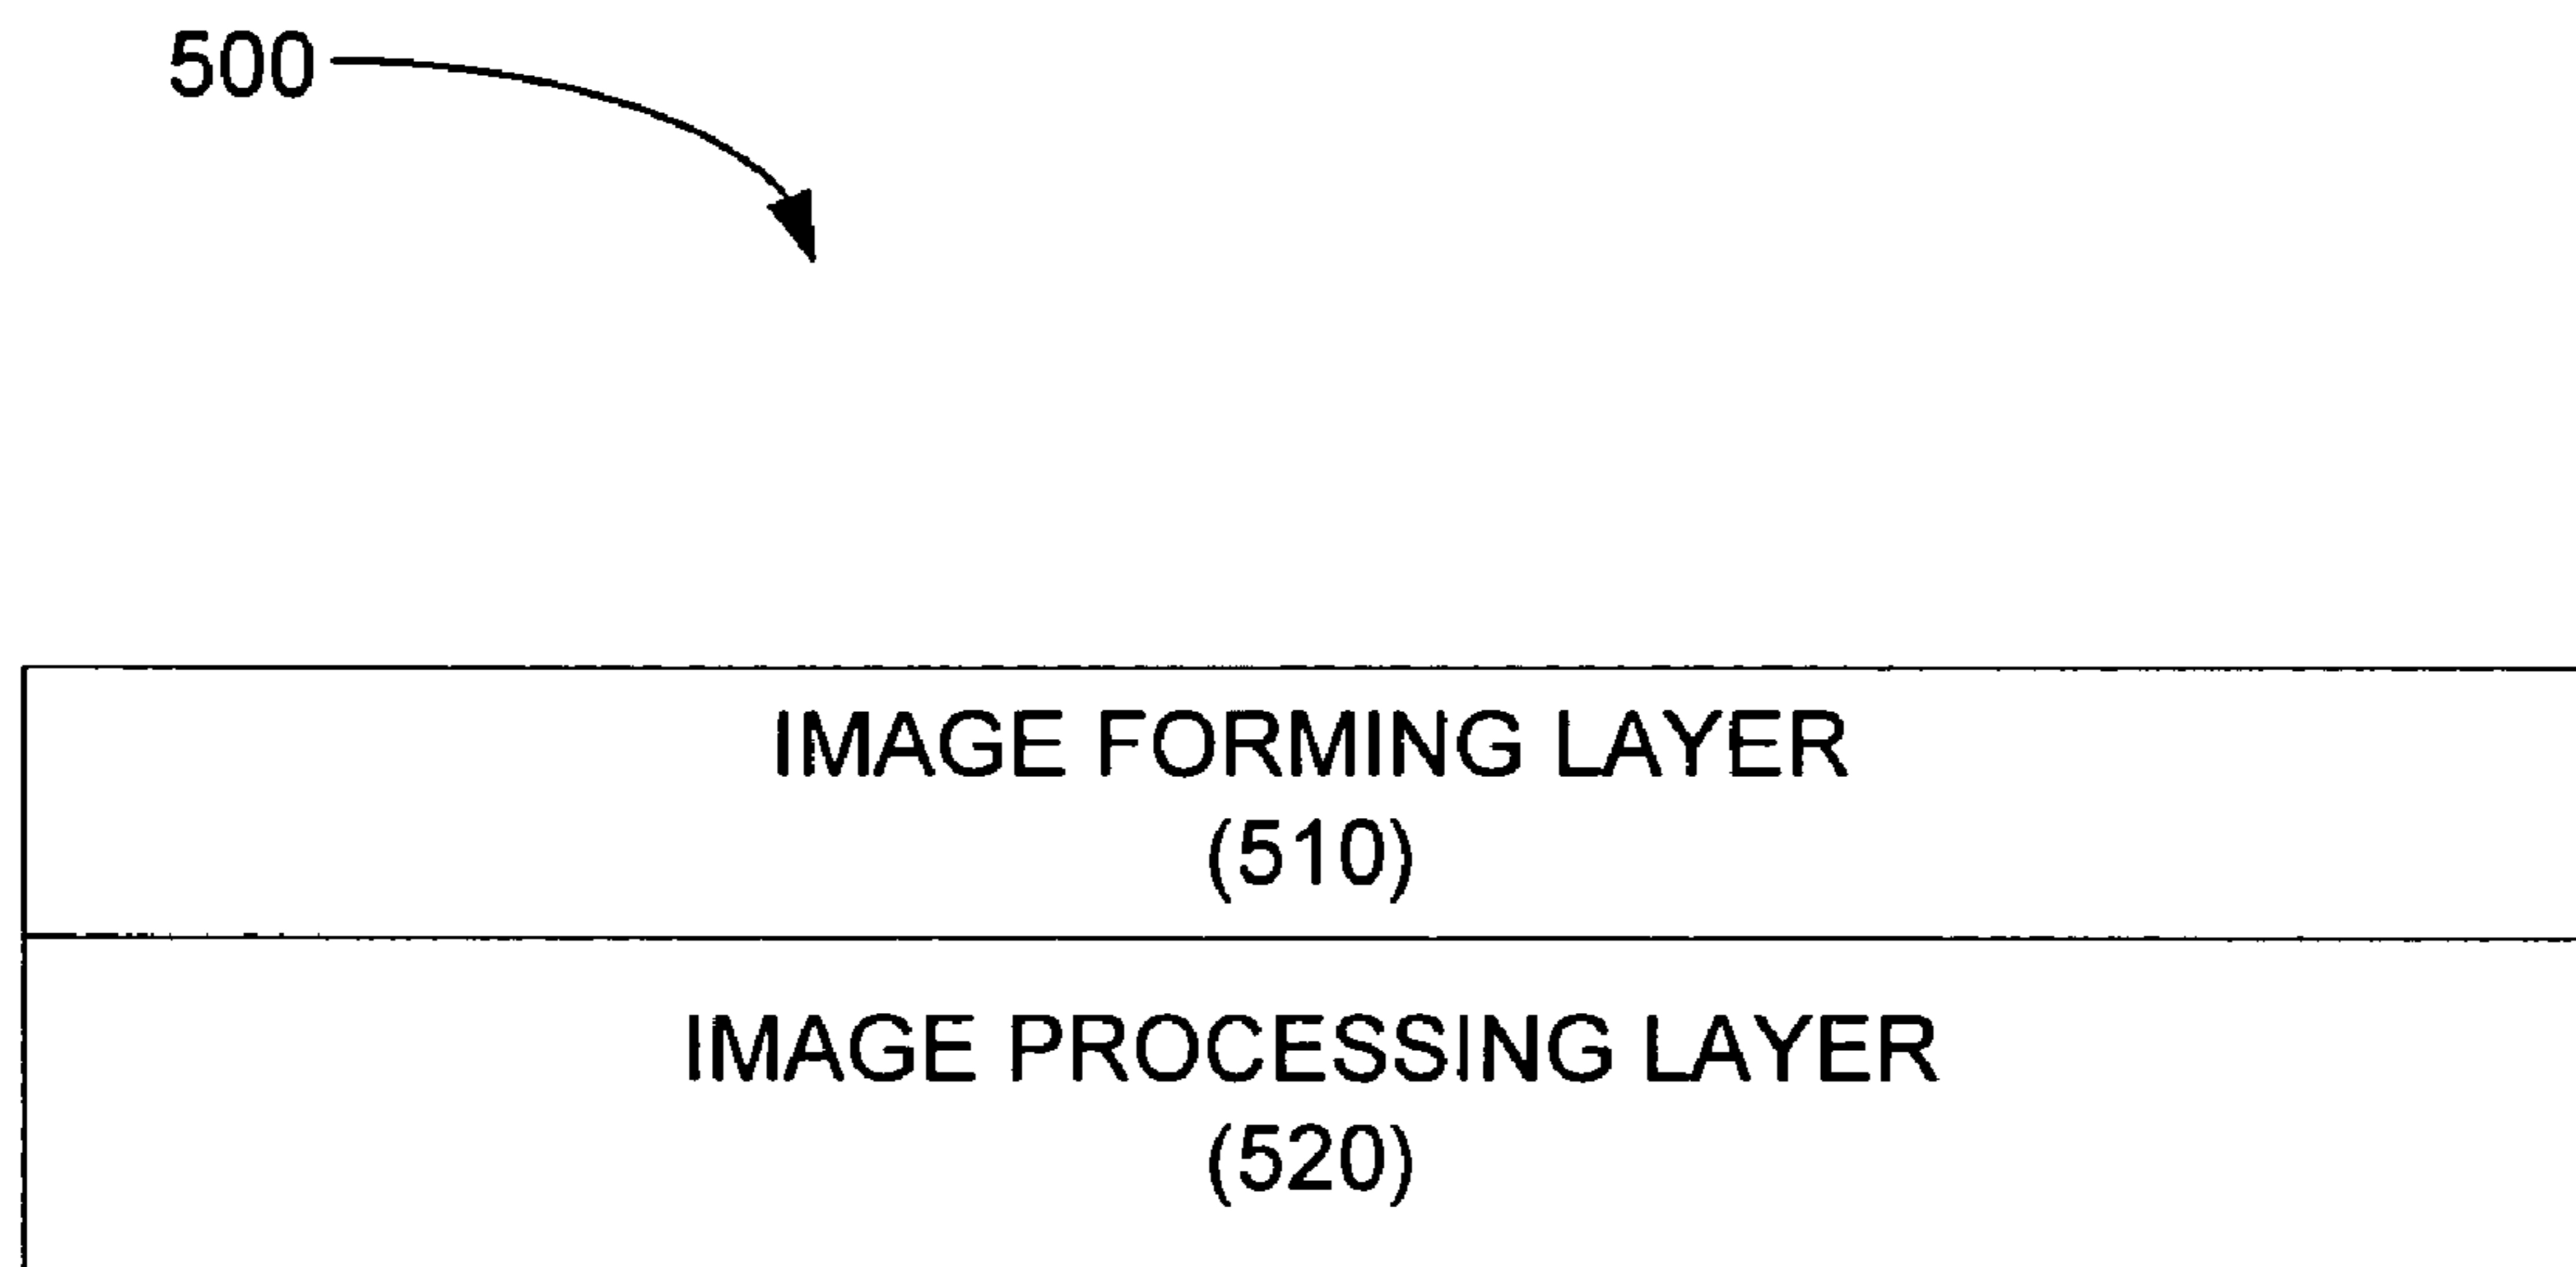 500
IMAGE FORMING LAYER
(510)
IMAGE PROCESSING LAYER
(520)